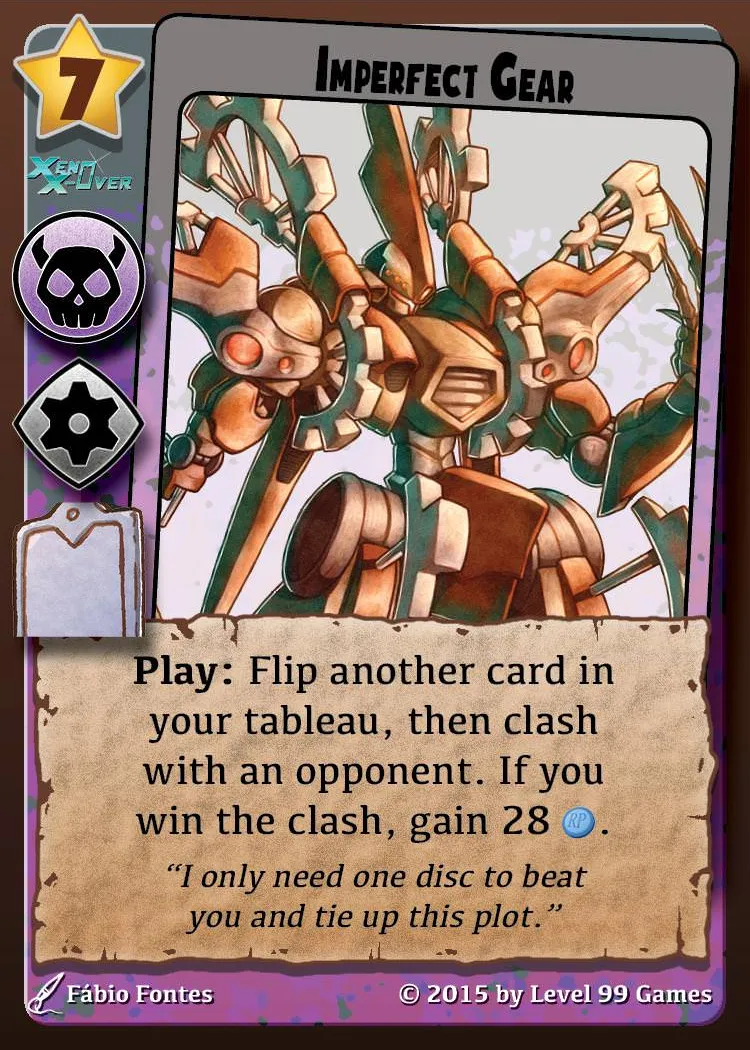 Imperfect Gear
7
Xeno
X-Over
Play: Flip another card in
your tableau, then clash
with an opponent. If you
win the clash, gain 28 RP.
“I only need one disc to beat
you and tie up this plot.”
Fábio Fontes
© 2015 by Level 99 Games